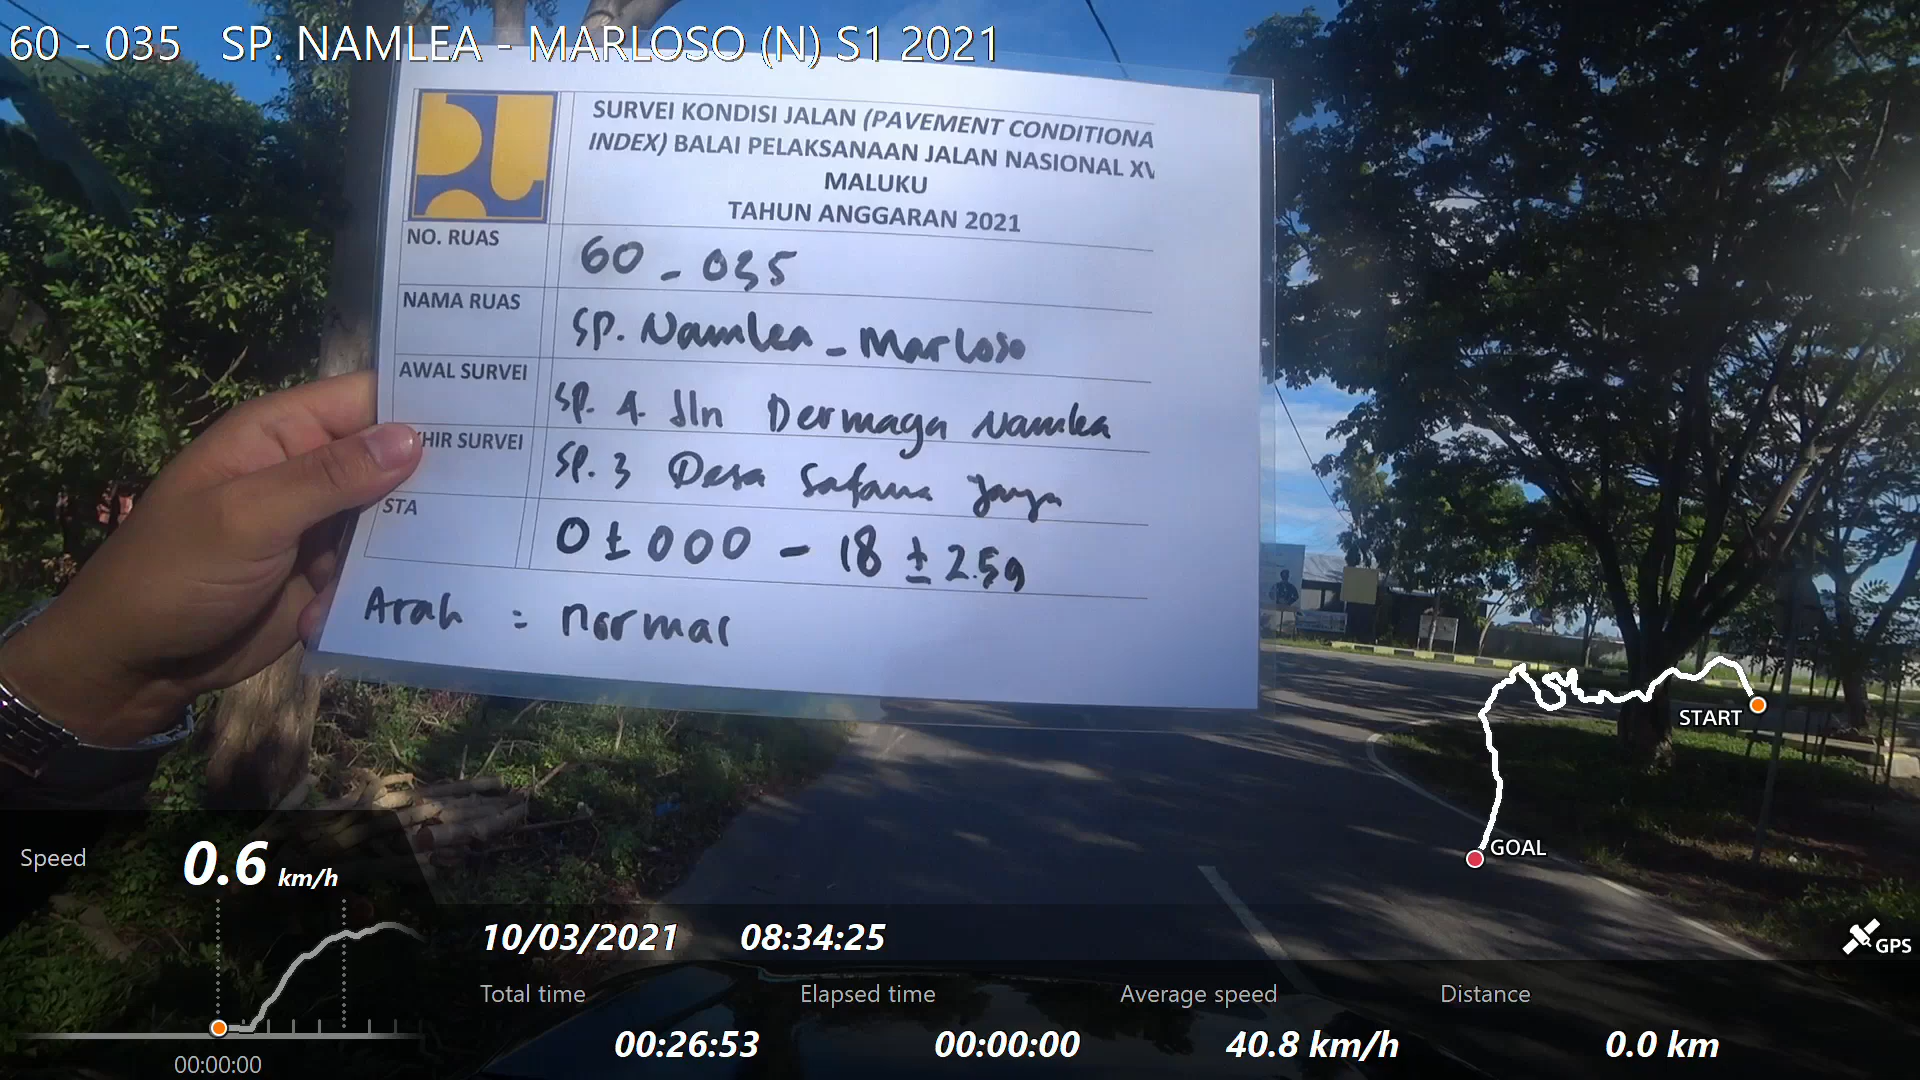 60 - 035 SP. NAMLEA - MARLOSO (N) S1 2021
SURVEI KONDISI JALAN (PAVEMENT CONDITIONA
INDEX) BALAI PELAKSANAAN JALAN NASIONAL XV
MALUKU
TAHUN ANGGARAN 2021
NO. RUAS
60 - 035
NAMA RUAS
Sp. Namlea - Marloso
AWAL SURVEI
Sp. 4 Jln Dermaga Namlea
HIR SURVEI
Sp. 3 Desa Safana Jaya
STA
0 ± 000 - 18 ± 259
Arah : normal
START
GOAL
Speed
0.6 km/h
00:00:00
10/03/2021 08:34:25
GPS
Total time
00:26:53
Elapsed time
00:00:00
Average speed
40.8 km/h
Distance
0.0 km